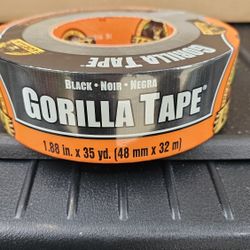 GORILLA TAPE
BLACK • NOIR • NEGRA
GORILLA TAPE®
1.88 in. x 35 yd. (48 mm x 32 m)